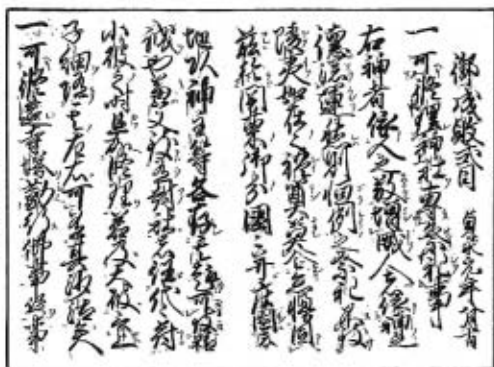 御成敗式目 貞永元年八月
一可修理神社専祭祀事
右神者依人之敬増威人者依神之
徳添運然則恒例之祭祀不致
陵夷如在之礼奠莫令怠慢因
茲於関東御分國々并庄園者
地頭神主等各存其趣可致精
誠也兼又至有封社者任代々符
小破之時且加修理若及大破言上
子細随于左右可有其沙汰矣
一可修造寺塔勤行佛事等事